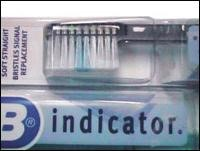 SOFT STRAIGHT
BRISTLES SIGNAL
REPLACEMENT
B indicator.